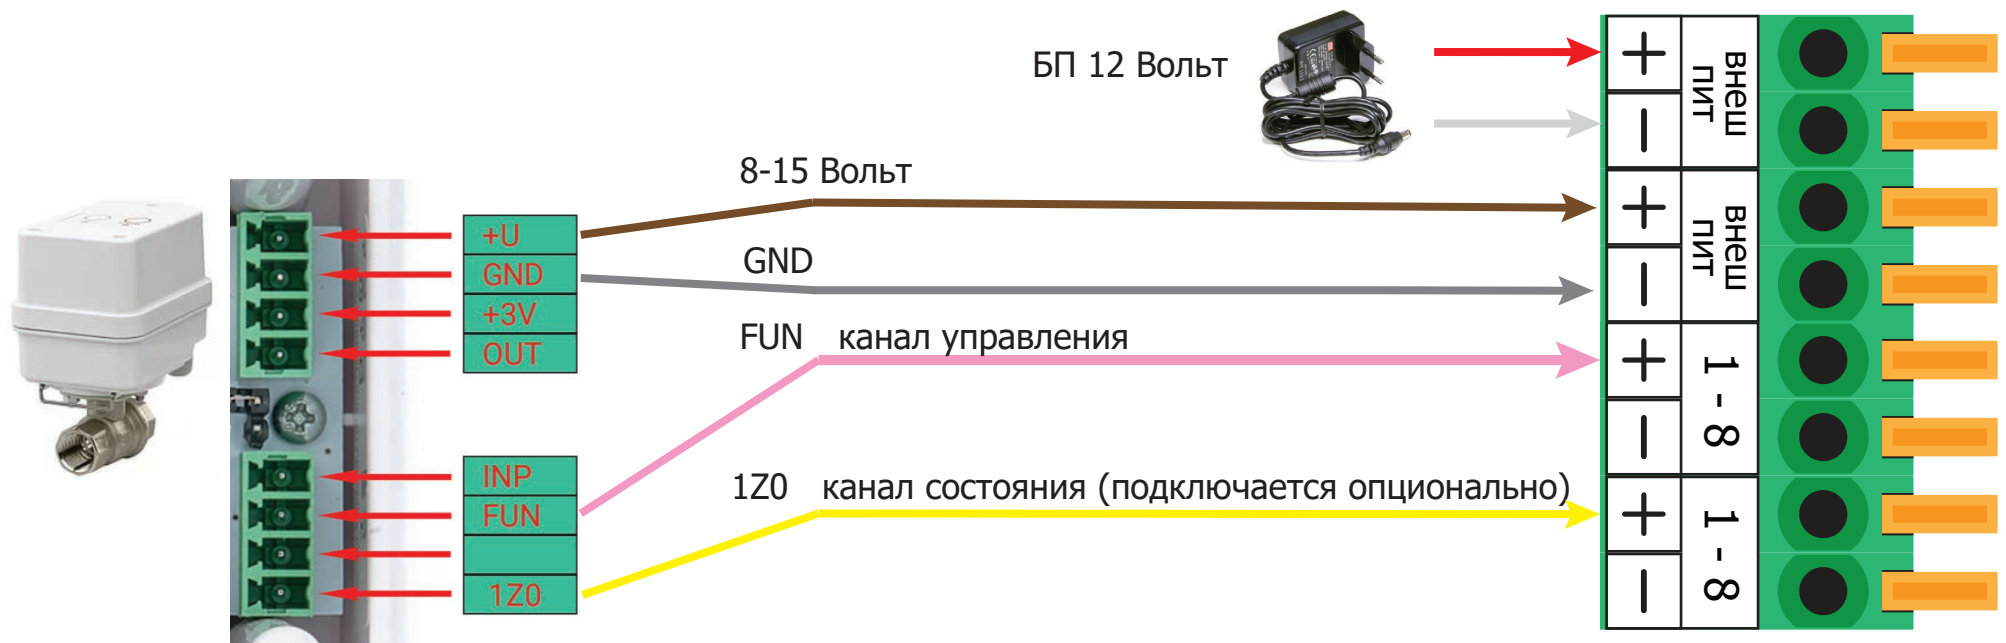 БП 12 Вольт
8-15 Вольт
GND
FUN канал управления
1Z0 канал состояния (подключается опционально)
+U
GND
+3V
OUT
INP
FUN
1Z0
+
ВНЕШ
ПИТ
—
+
ВНЕШ
ПИТ
—
+
1 - 8
—
+
1 - 8
—